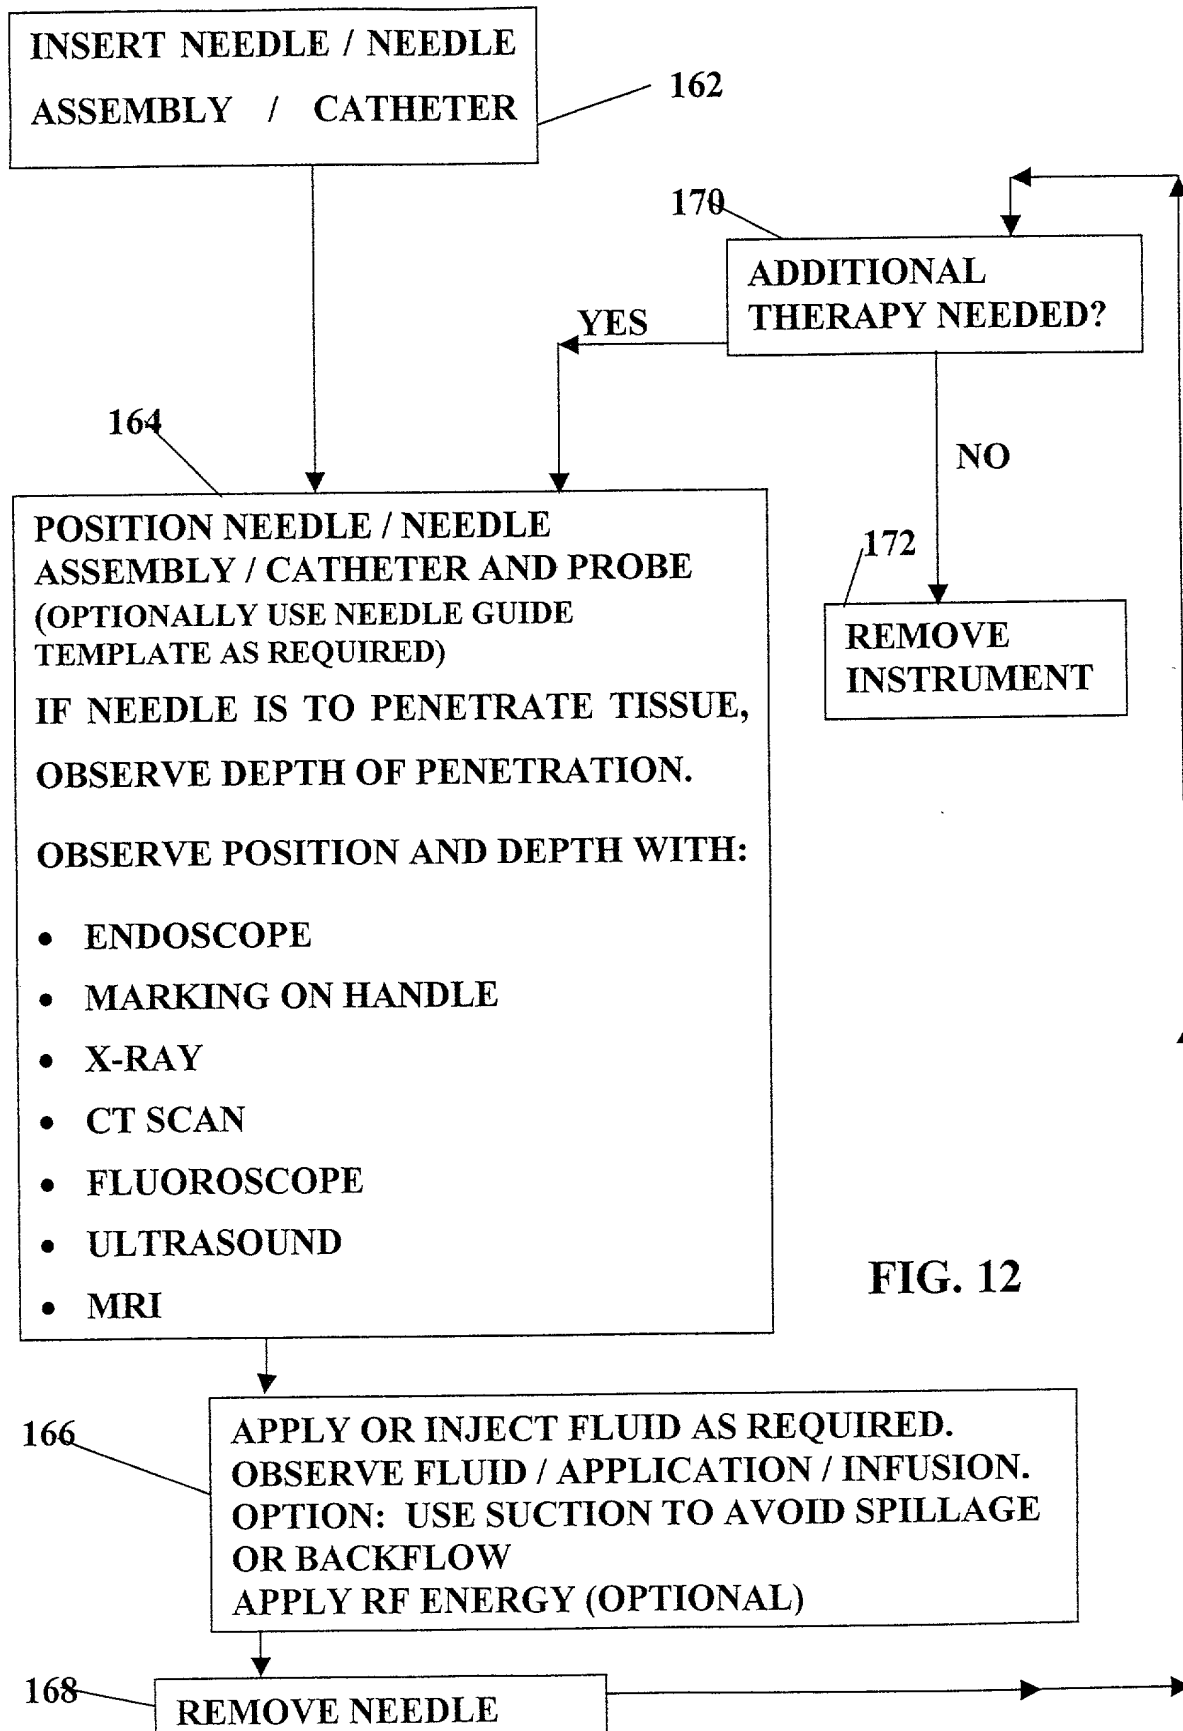 INSERT NEEDLE / NEEDLE
ASSEMBLY / CATHETER
162
170
ADDITIONAL
THERAPY NEEDED?
YES
164
NO
POSITION NEEDLE / NEEDLE
ASSEMBLY / CATHETER AND PROBE
(OPTIONALLY USE NEEDLE GUIDE
TEMPLATE AS REQUIRED)
IF NEEDLE IS TO PENETRATE TISSUE,
OBSERVE DEPTH OF PENETRATION.
OBSERVE POSITION AND DEPTH WITH:
• ENDOSCOPE
• MARKING ON HANDLE
• X-RAY
• CT SCAN
• FLUOROSCOPE
• ULTRASOUND
• MRI
172
REMOVE
INSTRUMENT
FIG. 12
166
APPLY OR INJECT FLUID AS REQUIRED.
OBSERVE FLUID / APPLICATION / INFUSION.
OPTION: USE SUCTION TO AVOID SPILLAGE
OR BACKFLOW
APPLY RF ENERGY (OPTIONAL)
168
REMOVE NEEDLE